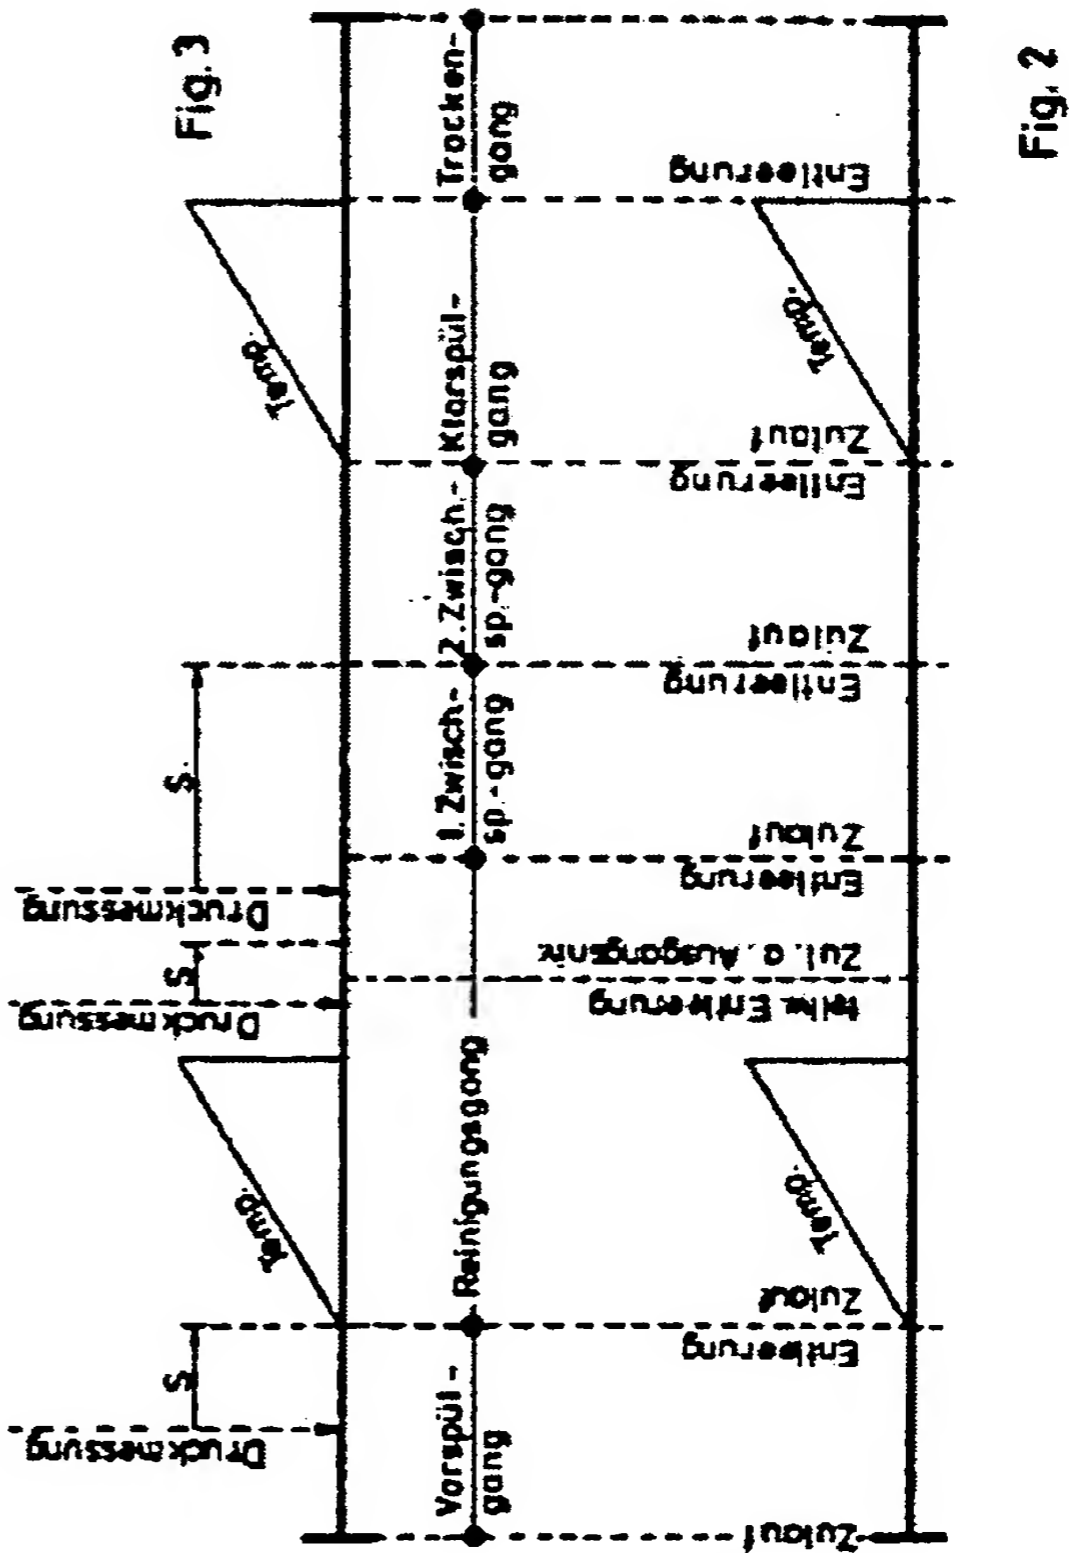 Fig. 3
Druckmessung
S
Temp.
Druckmessung
S
Druckmessung
S
Temp.
Vorspül-
gang
Reinigungsgang
1. Zwisch.-
sp.-gang
2. Zwisch.-
sp.-gang
Klarspül-
gang
Trocken-
gang
Zulauf
Entleerung
Zulauf
Temp.
teilw. Entleerung
Zul. a. Ausgangsniv.
Entleerung
Zulauf
Entleerung
Zulauf
Entleerung
Zulauf
Temp.
Entleerung
Fig. 2